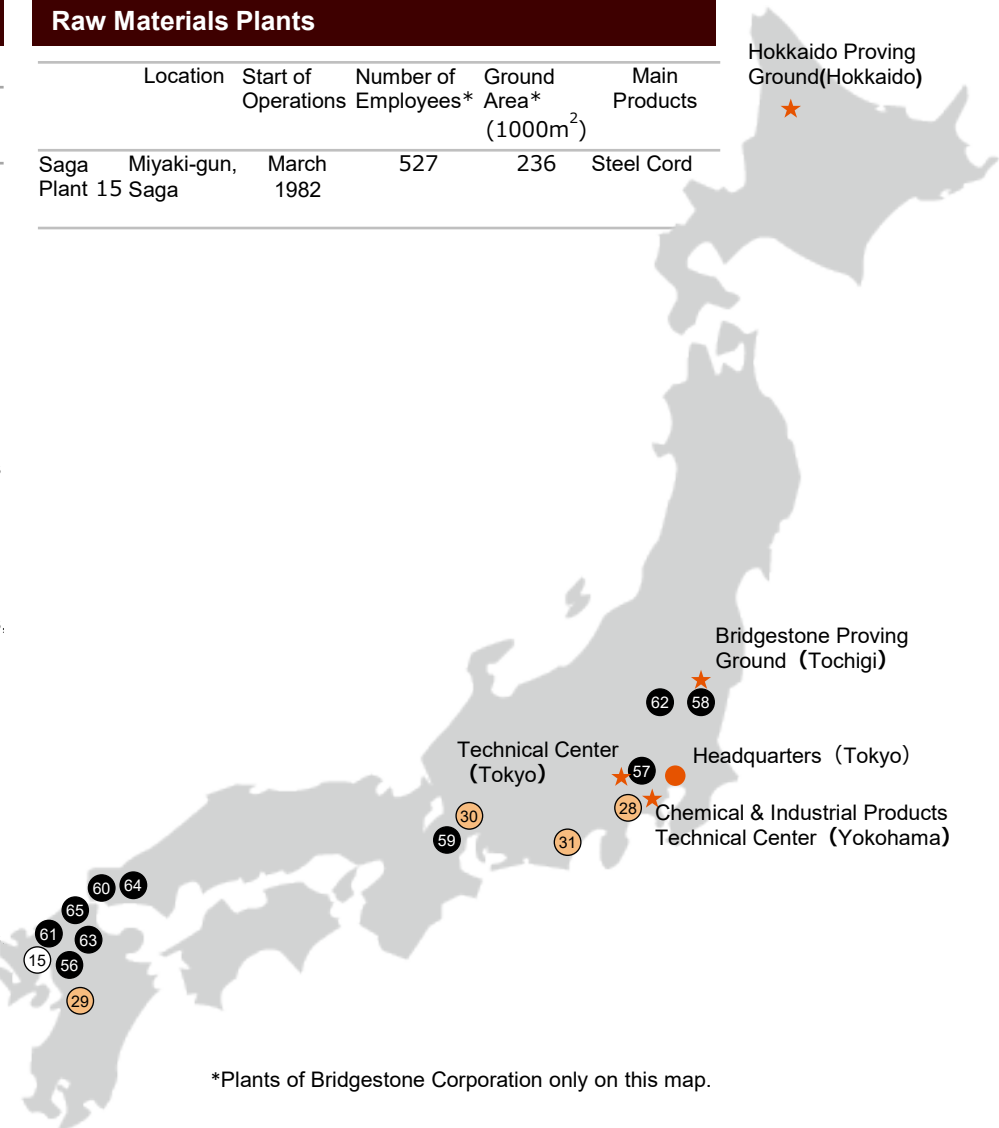 Raw Materials Plants
Location Start of Operations Number of Employees* Ground Area* (1000m²) Main Products
Saga Plant 15 Miyaki-gun, Saga March 1982 527 236 Steel Cord
Hokkaido Proving
Ground(Hokkaido)
Bridgestone Proving
Ground（Tochigi）
62 58
Technical Center
（Tokyo）
57
Headquarters（Tokyo）
28
Chemical & Industrial Products
Technical Center（Yokohama）
30
59
31
60 64
65
61 63
15 56
29
*Plants of Bridgestone Corporation only on this map.